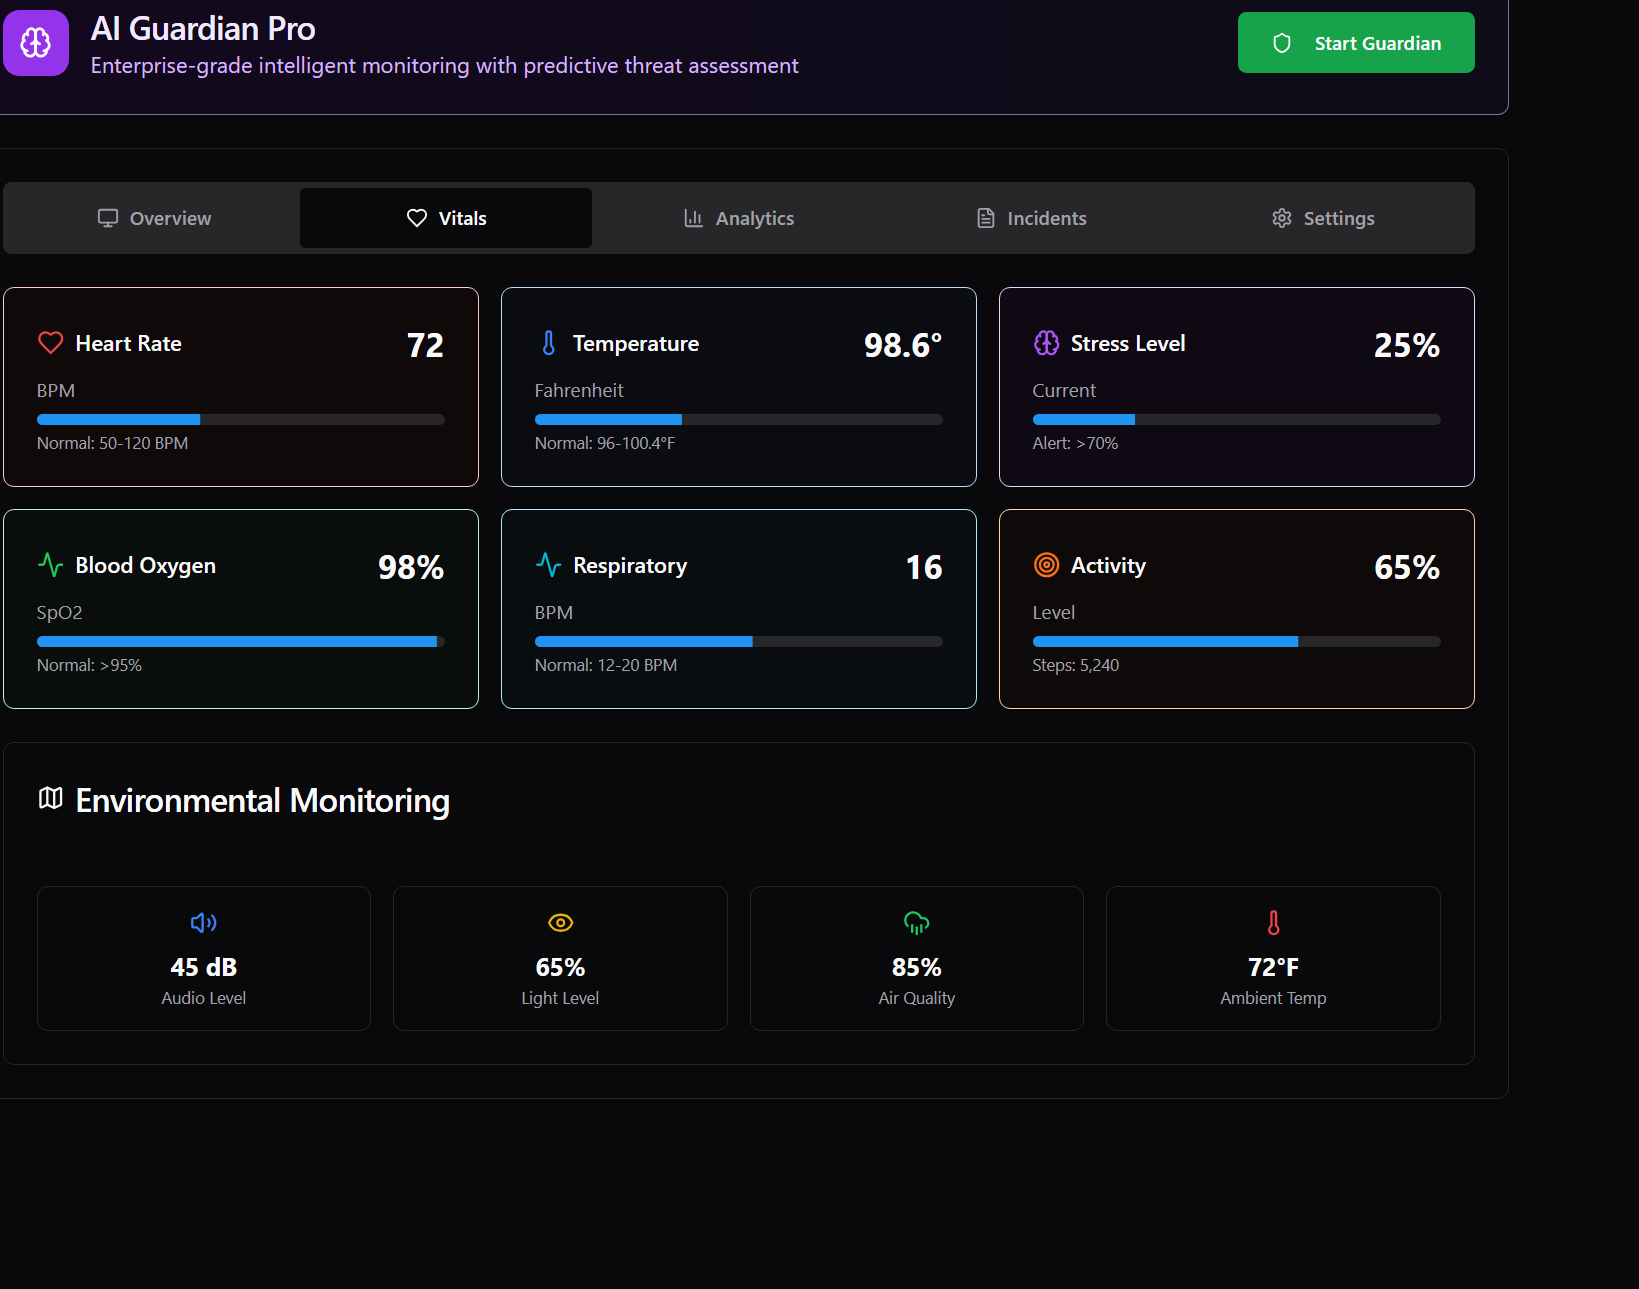 AI Guardian Pro
Enterprise-grade intelligent monitoring with predictive threat assessment
Start Guardian
Overview
Vitals
Analytics
Incidents
Settings
Heart Rate 72
BPM
Normal: 50-120 BPM
Temperature 98.6°
Fahrenheit
Normal: 96-100.4°F
Stress Level 25%
Current
Alert: >70%
Blood Oxygen 98%
SpO2
Normal: >95%
Respiratory 16
BPM
Normal: 12-20 BPM
Activity 65%
Level
Steps: 5,240
Environmental Monitoring
45 dB
Audio Level
65%
Light Level
85%
Air Quality
72°F
Ambient Temp